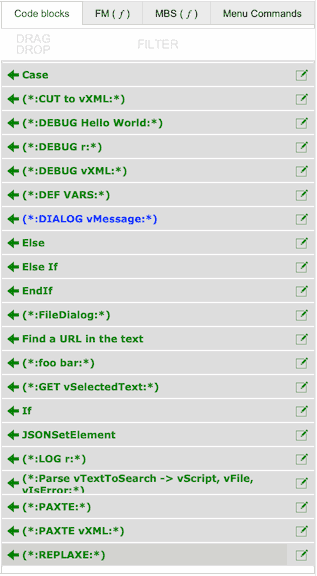 Code blocks
FM ( ƒ )
MBS ( ƒ )
Menu Commands
DRAG
DROP
FILTER
Case
(*:CUT to vXML:*)
(*:DEBUG Hello World:*)
(*:DEBUG r:*)
(*:DEBUG vXML:*)
(*:DEF VARS:*)
(*:DIALOG vMessage:*)
Else
Else If
EndIf
(*:FileDialog:*)
Find a URL in the text
(*:foo bar:*)
(*:GET vSelectedText:*)
If
JSONSetElement
(*:LOG r:*)
(*:Parse vTextToSearch -> vScript, vFile,
vIsError:*)
(*:PAXTE:*)
(*:PAXTE vXML:*)
(*:REPLAXE:*)